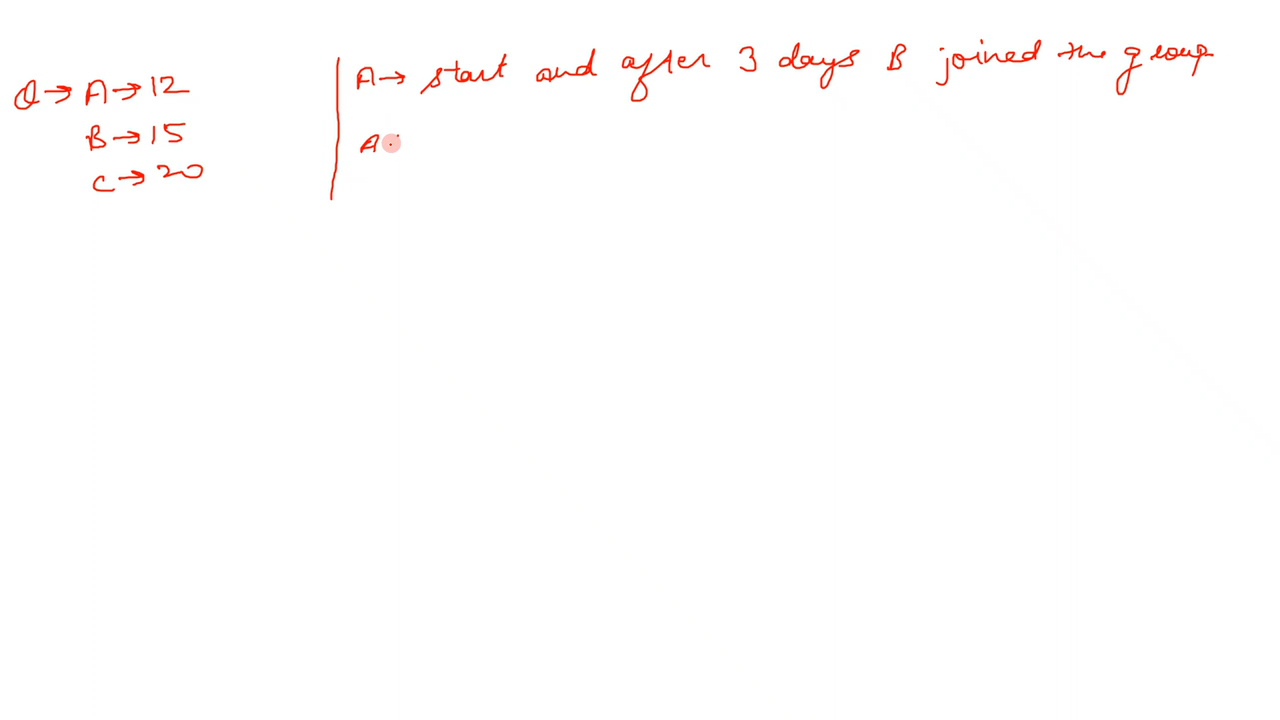 Q → A → 12
B → 15
C → 20
A → start and after 3 days B joined the group
A